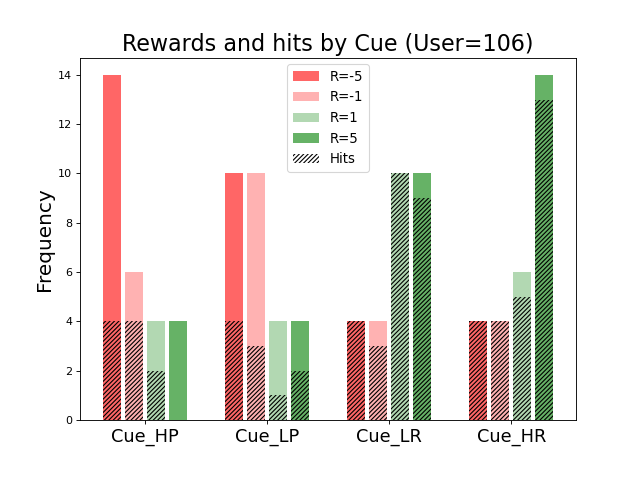 Rewards and hits by Cue (User=106)
Frequency
14
12
10
8
6
4
2
0
R=-5
R=-1
R=1
R=5
Hits
Cue_HP
Cue_LP
Cue_LR
Cue_HR